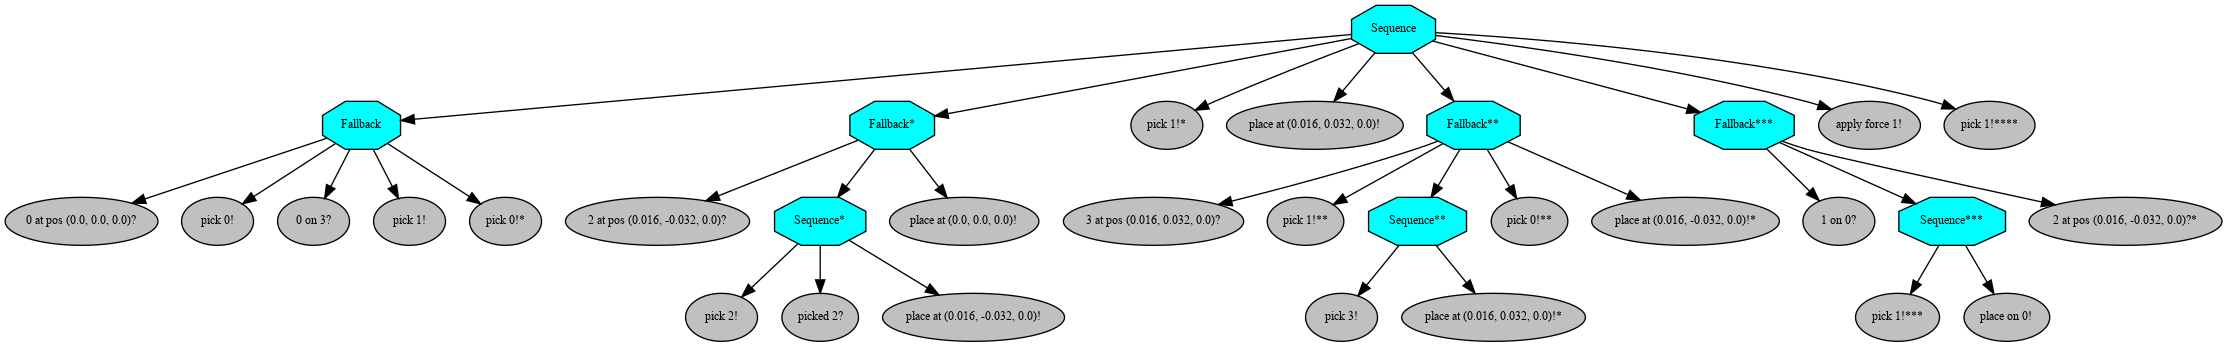 Sequence
Fallback
Fallback*
pick 1!*
place at (0.016, 0.032, 0.0)!
Fallback**
Fallback***
apply force 1!
pick 1!****
0 at pos (0.0, 0.0, 0.0)?
pick 0!
0 on 3?
pick 1!
pick 0!*
2 at pos (0.016, -0.032, 0.0)?
Sequence*
place at (0.0, 0.0, 0.0)!
3 at pos (0.016, 0.032, 0.0)?
pick 1!**
Sequence**
pick 0!**
place at (0.016, -0.032, 0.0)!*
1 on 0?
Sequence***
2 at pos (0.016, -0.032, 0.0)?*
pick 2!
picked 2?
place at (0.016, -0.032, 0.0)!
pick 3!
place at (0.016, 0.032, 0.0)!*
pick 1!***
place on 0!